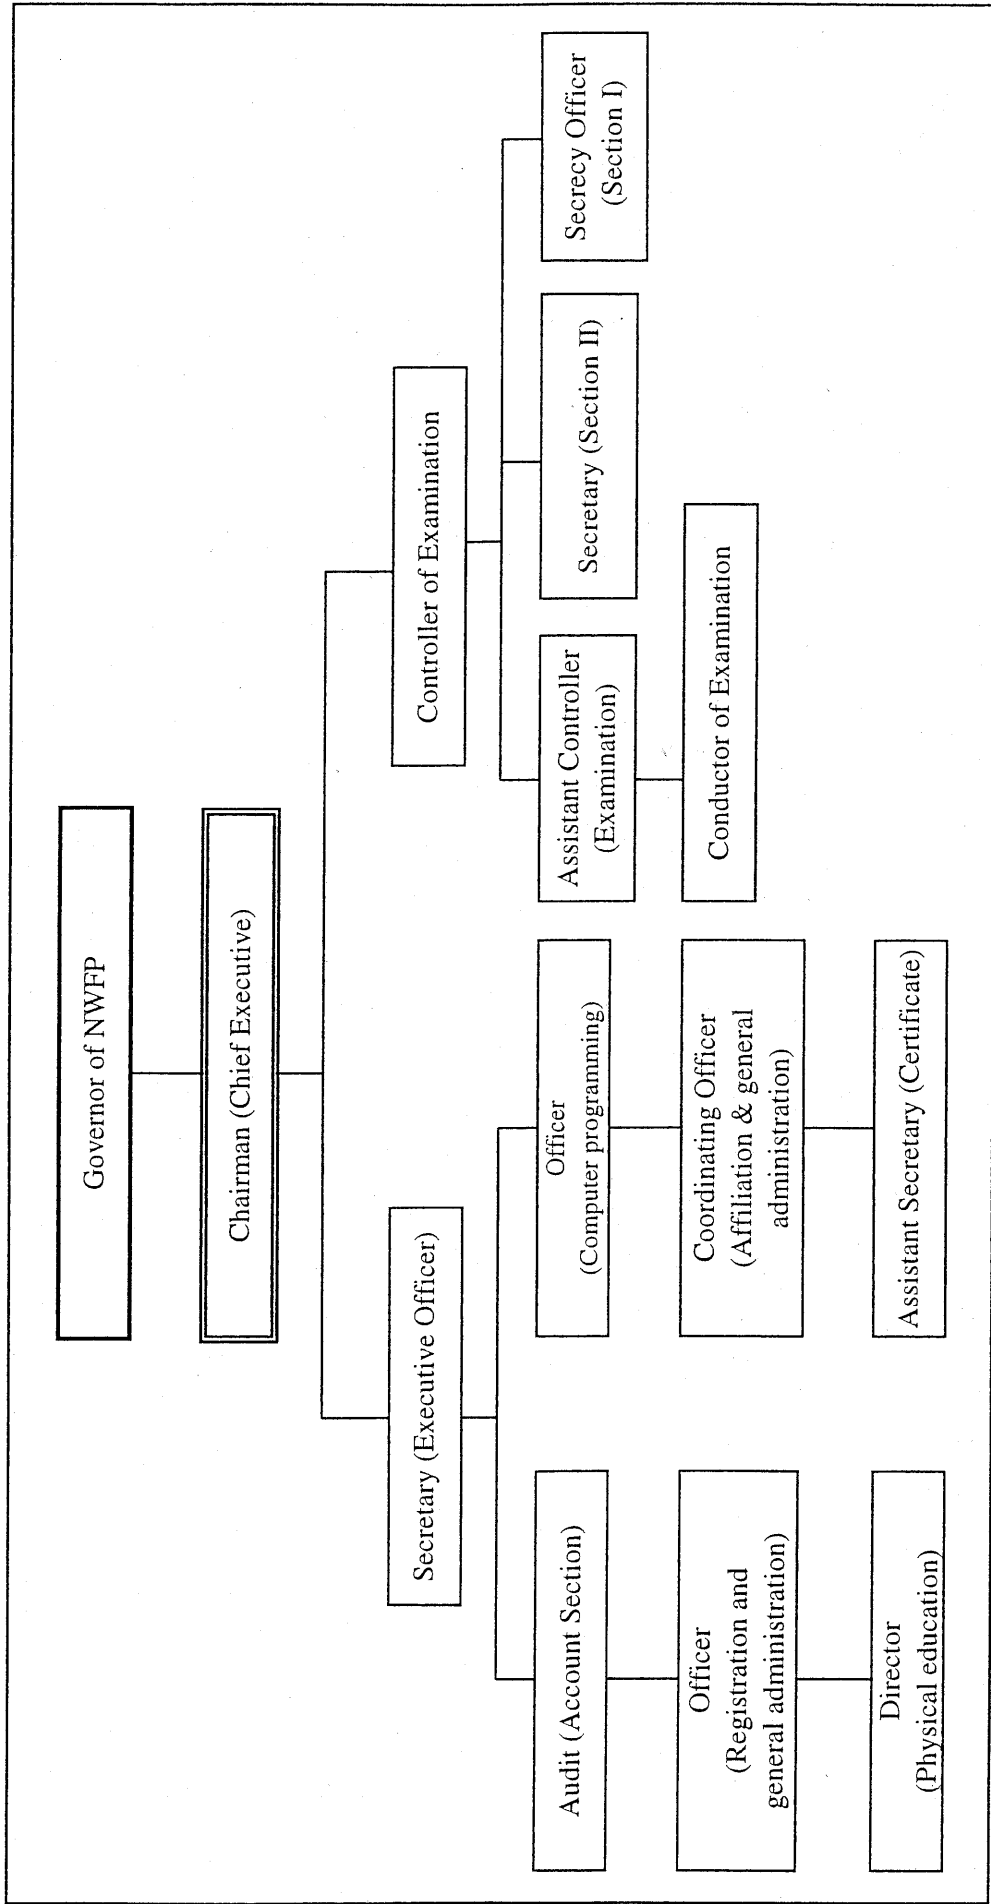 Governor of NWFP
Chairman (Chief Executive)
Secretary (Executive Officer)
Controller of Examination
Audit (Account Section)
Officer
(Computer programming)
Assistant Controller
(Examination)
Secretary (Section II)
Secrecy Officer
(Section I)
Officer
(Registration and
general administration)
Coordinating Officer
(Affiliation & general
administration)
Conductor of Examination
Director
(Physical education)
Assistant Secretary (Certificate)